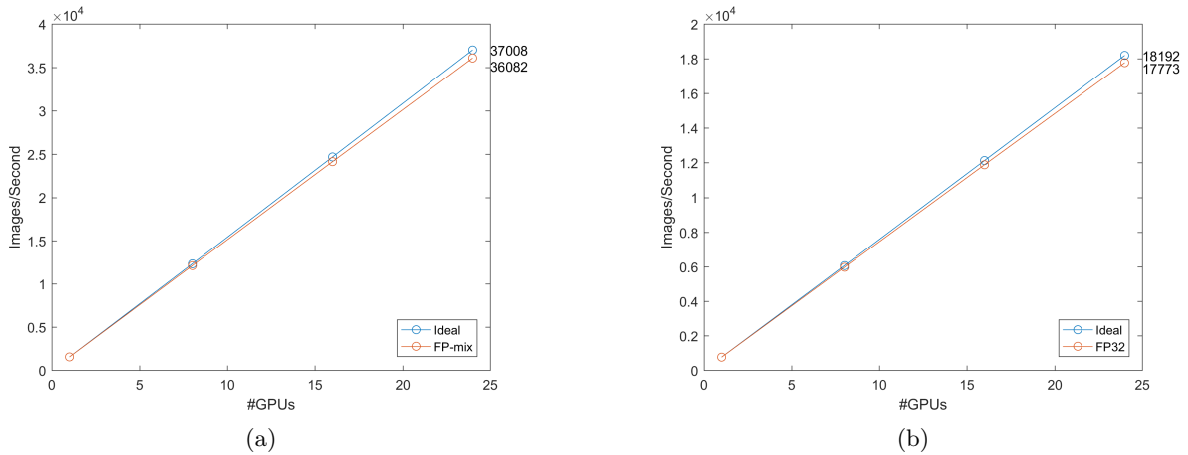 ×10⁴
4
3.5
3
2.5
2
1.5
1
0.5
0
0 5 10 15 20 25
Images/Second
#GPUs
37008
36082
Ideal
FP-mix
(a)
×10⁴
2
1.8
1.6
1.4
1.2
1
0.8
0.6
0.4
0.2
0
0 5 10 15 20 25
Images/Second
#GPUs
18192
17773
Ideal
FP32
(b)